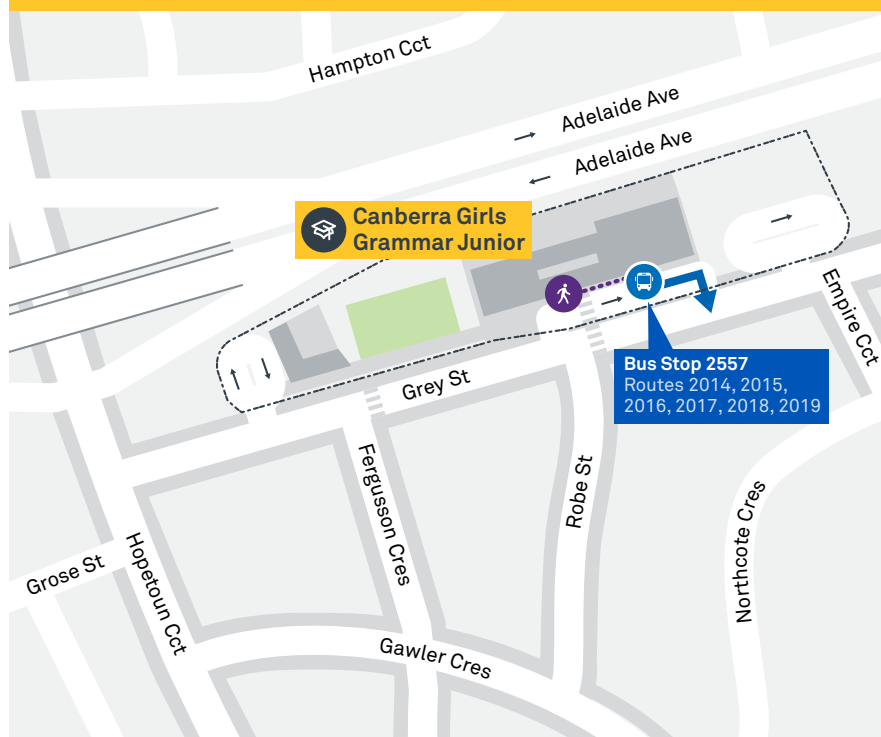 Hampton Cct
Adelaide Ave
Adelaide Ave
Canberra Girls
Grammar Junior
Empire Cct
Bus Stop 2557
Routes 2014, 2015,
2016, 2017, 2018, 2019
Grey St
Fergusson Cres
Robe St
Northcote Cres
Hopetoun Cct
Grose St
Gawler Cres